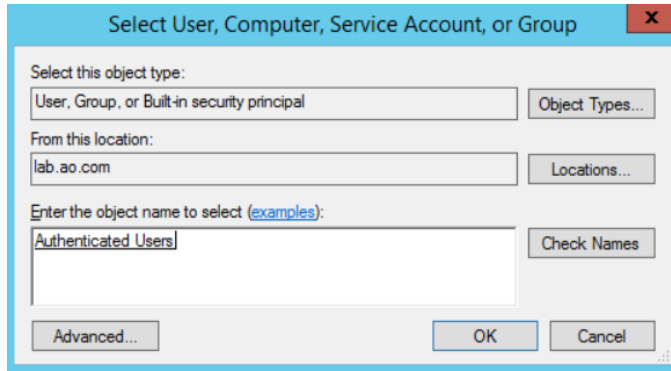 Select User, Computer, Service Account, or Group
x
Select this object type:
User, Group, or Built-in security principal
Object Types...
From this location:
lab.ao.com
Locations...
Enter the object name to select (examples):
Authenticated Users
Check Names
Advanced...
OK
Cancel